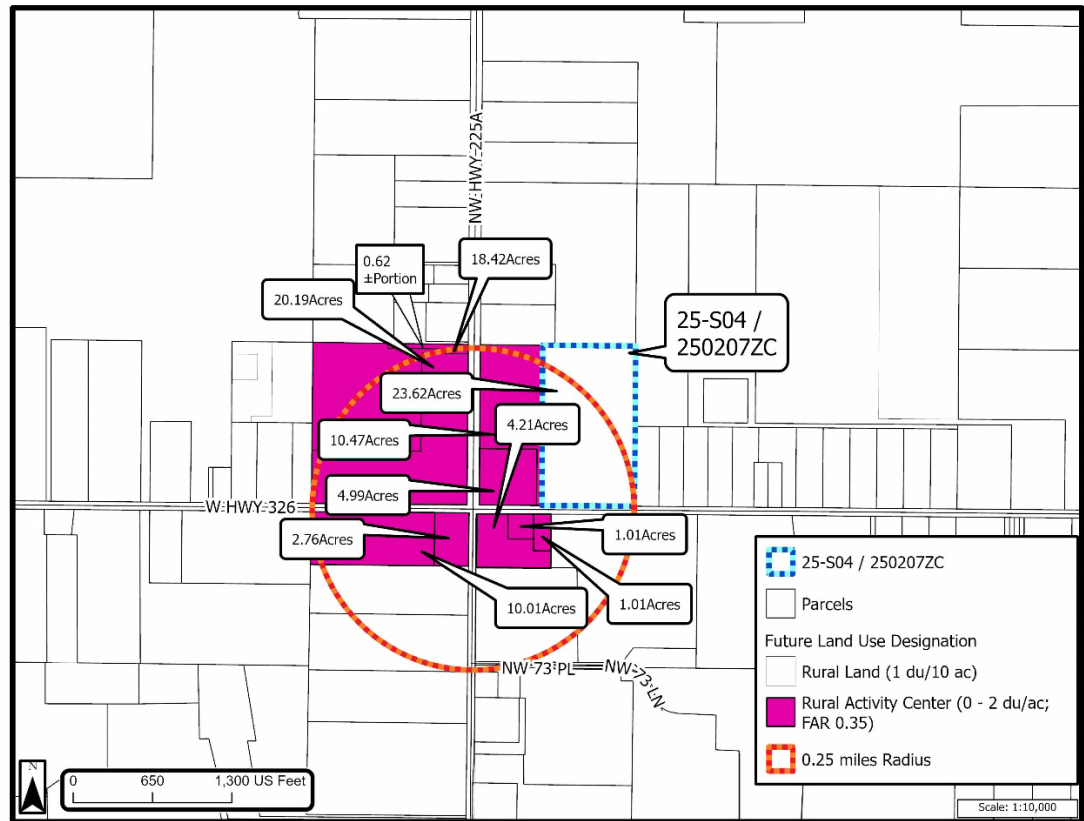 NW HWY 225A
0.62
±Portion
18.42Acres
20.19Acres
25-S04 /
250207ZC
23.62Acres
4.21Acres
10.47Acres
4.99Acres
W HWY 326
2.76Acres
1.01Acres
10.01Acres
1.01Acres
NW 73 PL
NW 73 LN
25-S04 / 250207ZC
Parcels
Future Land Use Designation
Rural Land (1 du/10 ac)
Rural Activity Center (0 - 2 du/ac;
FAR 0.35)
0.25 miles Radius
N
0 650 1,300 US Feet
Scale: 1:10,000